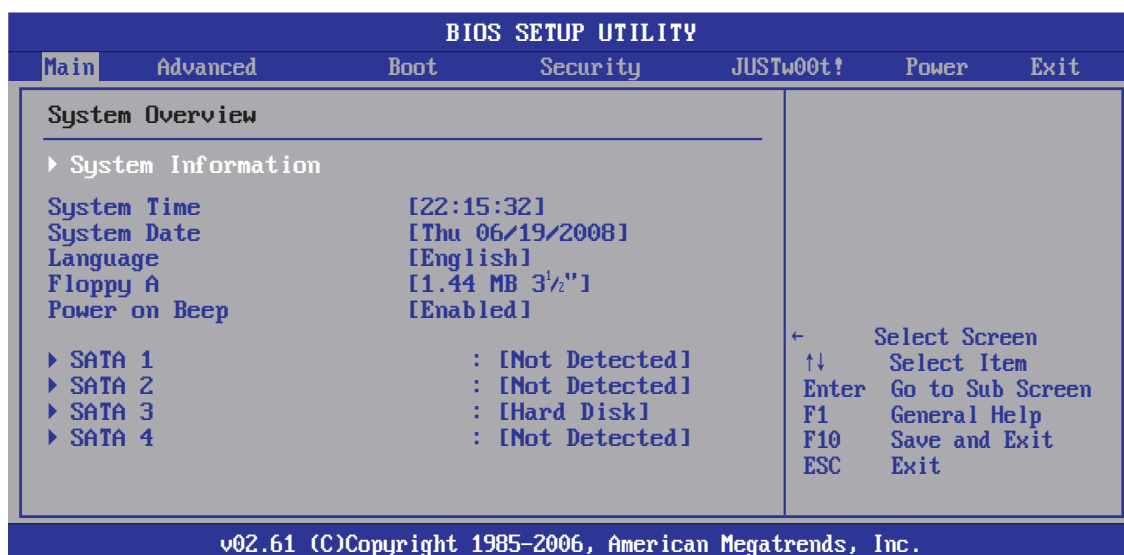 BIOS SETUP UTILITY
Main Advanced Boot Security JUSTw00t! Power Exit
System Overview
▸ System Information
System Time [22:15:32]
System Date [Thu 06/19/2008]
Language [English]
Floppy A [1.44 MB 3½"]
Power on Beep [Enabled]
▸ SATA 1 : [Not Detected]
▸ SATA 2 : [Not Detected]
▸ SATA 3 : [Hard Disk]
▸ SATA 4 : [Not Detected]
← Select Screen
↑↓ Select Item
Enter Go to Sub Screen
F1 General Help
F10 Save and Exit
ESC Exit
v02.61 (C)Copyright 1985-2006, American Megatrends, Inc.